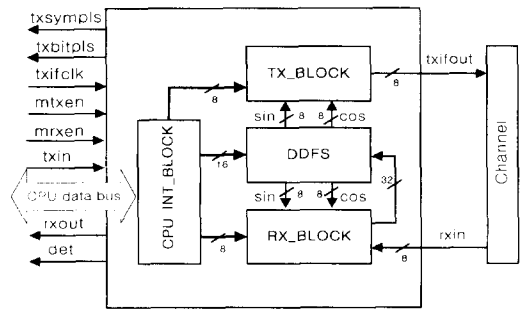 txsympls
txbitpls
txifclk
mtxen
mrxen
txin
CPU data bus
rxout
det
CPU INT_BLOCK
8
16
8
TX_BLOCK
sin 8 8 cos
DDFS
sin 8 8 cos
32
RX_BLOCK
txifout
8
rxin
8
Channel